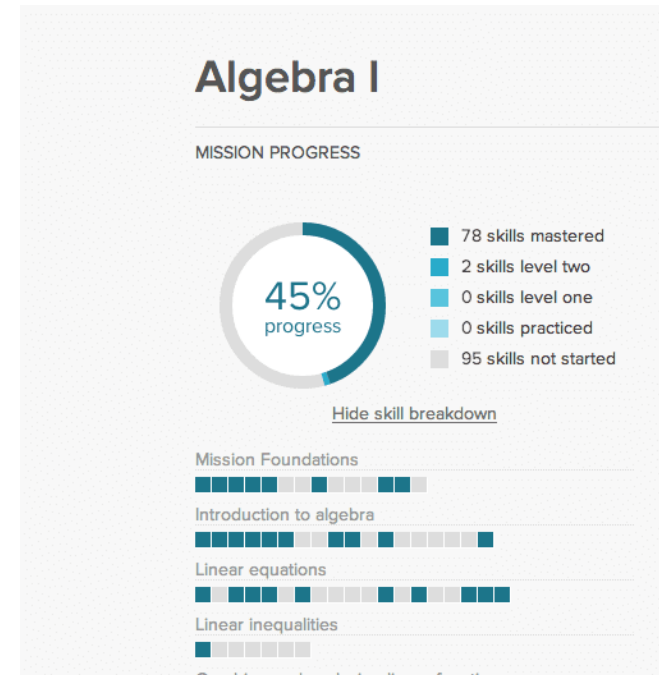 Algebra I
MISSION PROGRESS
45%
progress
78 skills mastered
2 skills level two
0 skills level one
0 skills practiced
95 skills not started
Hide skill breakdown
Mission Foundations
Introduction to algebra
Linear equations
Linear inequalities